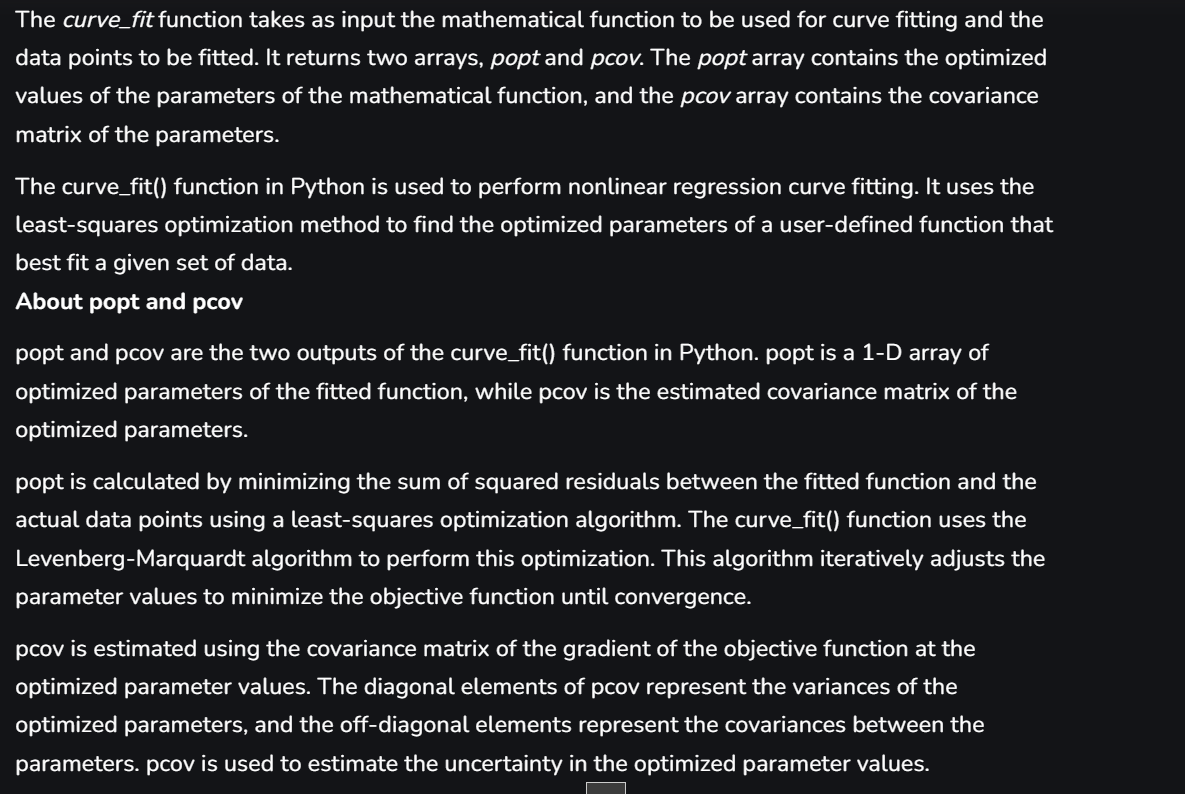 The curve_fit function takes as input the mathematical function to be used for curve fitting and the
data points to be fitted. It returns two arrays, popt and pcov. The popt array contains the optimized
values of the parameters of the mathematical function, and the pcov array contains the covariance
matrix of the parameters.
The curve_fit() function in Python is used to perform nonlinear regression curve fitting. It uses the
least-squares optimization method to find the optimized parameters of a user-defined function that
best fit a given set of data.
About popt and pcov
popt and pcov are the two outputs of the curve_fit() function in Python. popt is a 1-D array of
optimized parameters of the fitted function, while pcov is the estimated covariance matrix of the
optimized parameters.
popt is calculated by minimizing the sum of squared residuals between the fitted function and the
actual data points using a least-squares optimization algorithm. The curve_fit() function uses the
Levenberg-Marquardt algorithm to perform this optimization. This algorithm iteratively adjusts the
parameter values to minimize the objective function until convergence.
pcov is estimated using the covariance matrix of the gradient of the objective function at the
optimized parameter values. The diagonal elements of pcov represent the variances of the
optimized parameters, and the off-diagonal elements represent the covariances between the
parameters. pcov is used to estimate the uncertainty in the optimized parameter values.